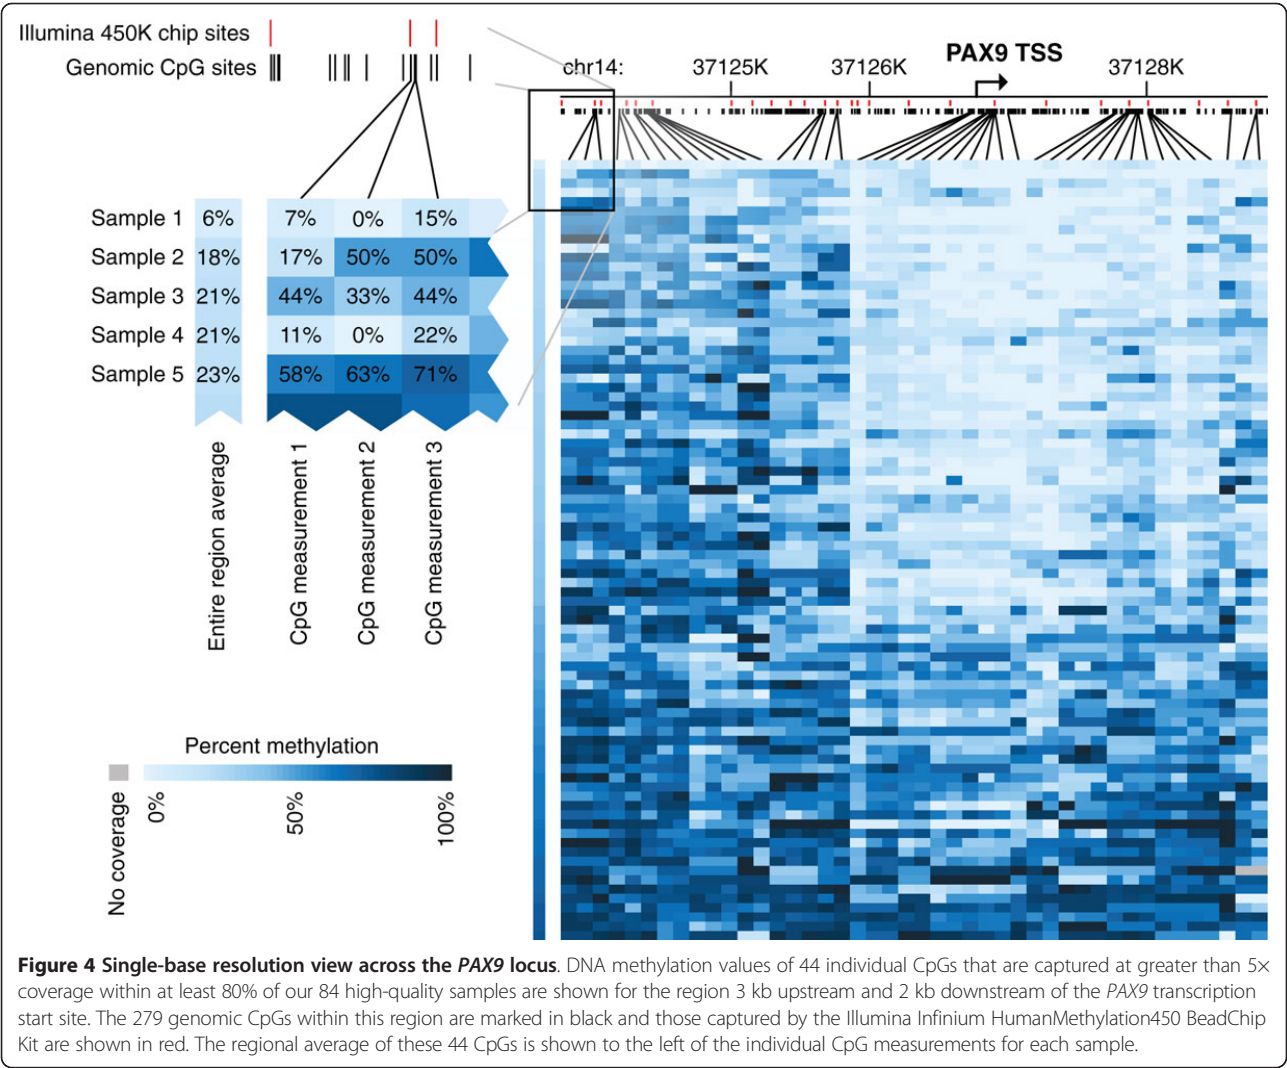 Illumina 450K chip sites
Genomic CpG sites
chr14:
37125K
37126K
PAX9 TSS
37128K
Sample 1 6% 7% 0% 15%
Sample 2 18% 17% 50% 50%
Sample 3 21% 44% 33% 44%
Sample 4 21% 11% 0% 22%
Sample 5 23% 58% 63% 71%
Entire region average
CpG measurement 1
CpG measurement 2
CpG measurement 3
Percent methylation
No coverage
0%
50%
100%
Figure 4 Single-base resolution view across the PAX9 locus. DNA methylation values of 44 individual CpGs that are captured at greater than 5×
coverage within at least 80% of our 84 high-quality samples are shown for the region 3 kb upstream and 2 kb downstream of the PAX9 transcription
start site. The 279 genomic CpGs within this region are marked in black and those captured by the Illumina Infinium HumanMethylation450 BeadChip
Kit are shown in red. The regional average of these 44 CpGs is shown to the left of the individual CpG measurements for each sample.